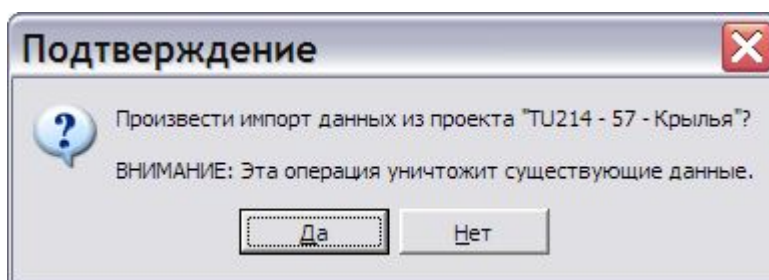 Подтверждение
Произвести импорт данных из проекта "TU214 - 57 - Крылья"?
ВНИМАНИЕ: Эта операция уничтожит существующие данные.
Да
Нет